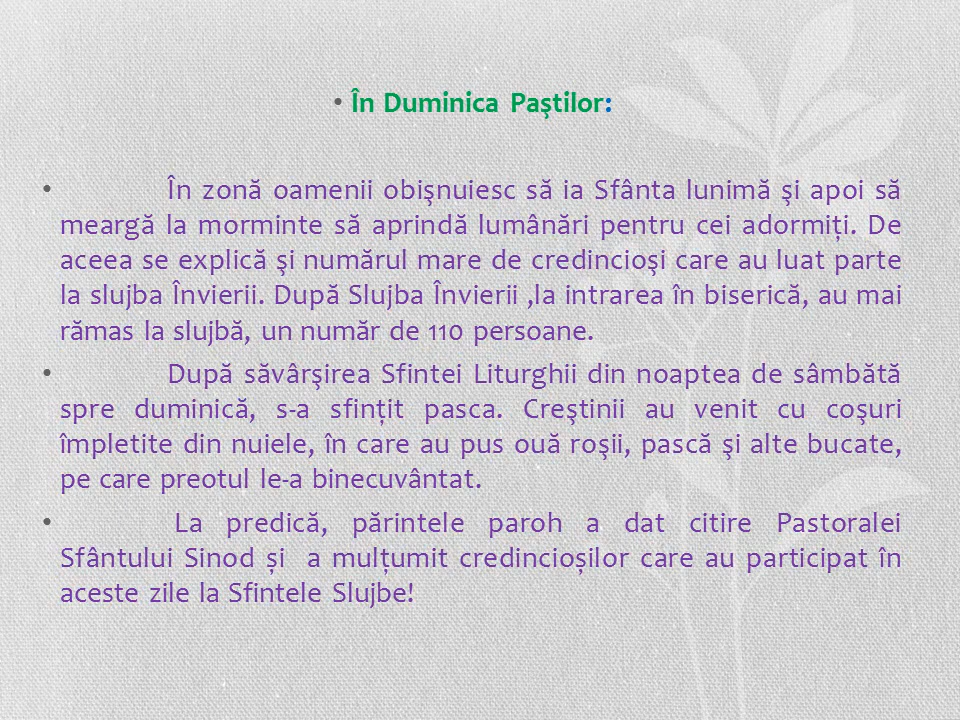 • În Duminica Paştilor:
• În zonă oamenii obişnuiesc să ia Sfânta lunimă şi apoi să
meargă la morminte să aprindă lumânări pentru cei adormiţi. De
aceea se explică şi numărul mare de credincioşi care au luat parte
la slujba Învierii. După Slujba Învierii ,la intrarea în biserică, au mai
rămas la slujbă, un număr de 110 persoane.
• După săvârşirea Sfintei Liturghii din noaptea de sâmbătă
spre duminică, s-a sfinţit pasca. Creştinii au venit cu coşuri
împletite din nuiele, în care au pus ouă roşii, pască şi alte bucate,
pe care preotul le-a binecuvântat.
• La predică, părintele paroh a dat citire Pastoralei
Sfântului Sinod și a mulțumit credincioșilor care au participat în
aceste zile la Sfintele Slujbe!